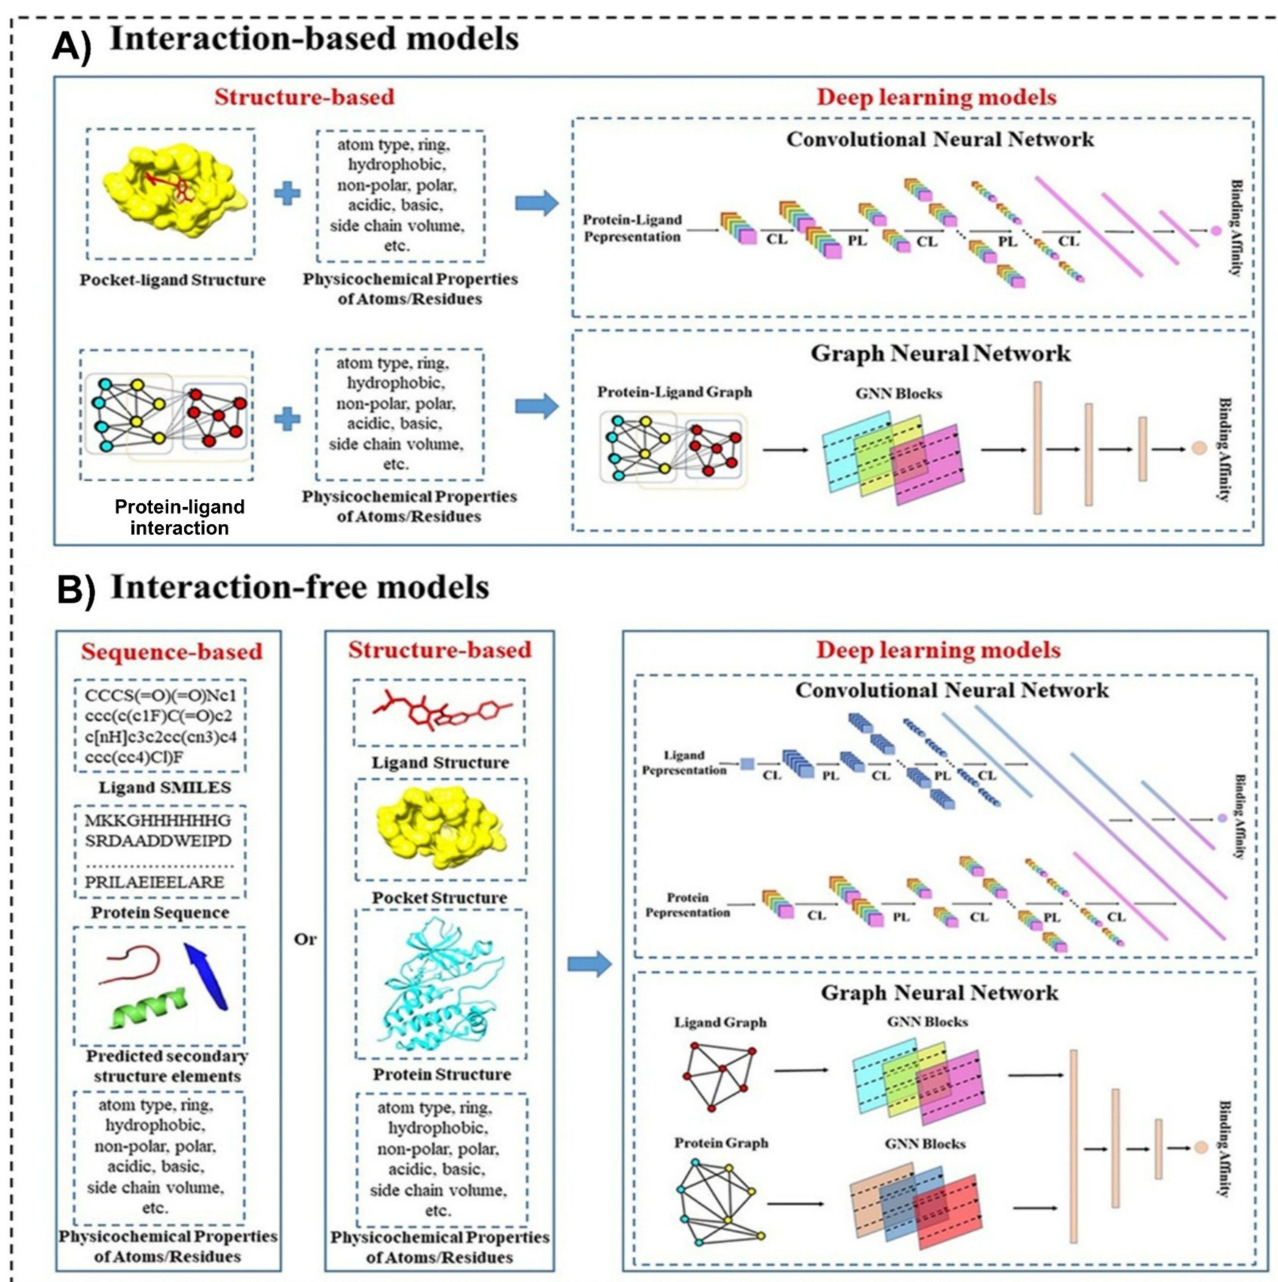 A) Interaction-based models
Structure-based
Deep learning models
atom type, ring,
hydrophobic,
non-polar, polar,
acidic, basic,
side chain volume,
etc.
Pocket-ligand Structure
Physicochemical Properties
of Atoms/Residues
Convolutional Neural Network
Protein-Ligand
Pepresentation
CL
PL
CL
PL
CL
Binding Affinity
atom type, ring,
hydrophobic,
non-polar, polar,
acidic, basic,
side chain volume,
etc.
Protein-ligand
interaction
Physicochemical Properties
of Atoms/Residues
Graph Neural Network
Protein-Ligand Graph
GNN Blocks
Binding Affinity
B) Interaction-free models
Sequence-based
CCCS(=O)(=O)Nc1
ccc(c(c1F)C(=O)c2
c[nH]c3c2cc(cn3)c4
ccc(cc4)Cl)F
Ligand SMILES
MKKGHHHHHHG
SRDAADDWEIPD
........................
PRILAEIEELARE
Protein Sequence
Predicted secondary
structure elements
atom type, ring,
hydrophobic,
non-polar, polar,
acidic, basic,
side chain volume,
etc.
Physicochemical Properties
of Atoms/Residues
Or
Structure-based
Ligand Structure
Pocket Structure
Protein Structure
atom type, ring,
hydrophobic,
non-polar, polar,
acidic, basic,
side chain volume,
etc.
Physicochemical Properties
of Atoms/Residues
Deep learning models
Convolutional Neural Network
Ligand
Pepresentation
CL
PL
CL
PL
CL
Protein
Pepresentation
CL
PL
CL
PL
CL
Binding Affinity
Graph Neural Network
Ligand Graph
GNN Blocks
Protein Graph
GNN Blocks
Binding Affinity